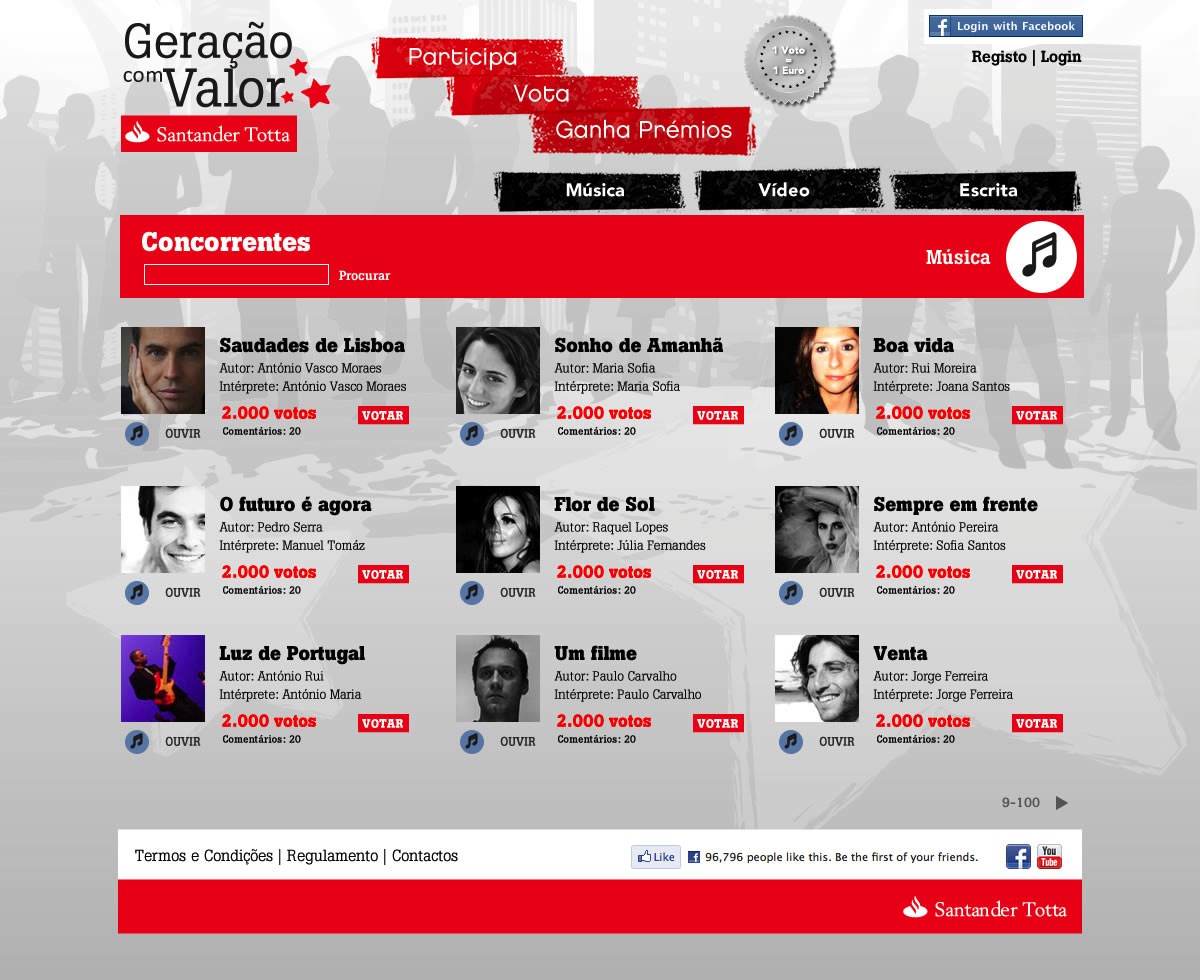 Geração
com Valor
Santander Totta
Participa
Vota
Ganha Prémios
1 Voto
=
1 Euro
Login with Facebook
Registo | Login
Música
Vídeo
Escrita
Concorrentes
Procurar
Música
Saudades de Lisboa
Autor: António Vasco Moraes
Intérprete: António Vasco Moraes
2.000 votos
VOTAR
OUVIR
Comentários: 20
Sonho de Amanhã
Autor: Maria Sofia
Intérprete: Maria Sofia
2.000 votos
VOTAR
OUVIR
Comentários: 20
Boa vida
Autor: Rui Moreira
Intérprete: Joana Santos
2.000 votos
VOTAR
OUVIR
Comentários: 20
O futuro é agora
Autor: Pedro Serra
Intérprete: Manuel Tomáz
2.000 votos
VOTAR
OUVIR
Comentários: 20
Flor de Sol
Autor: Raquel Lopes
Intérprete: Júlia Fernandes
2.000 votos
VOTAR
OUVIR
Comentários: 20
Sempre em frente
Autor: António Pereira
Intérprete: Sofia Santos
2.000 votos
VOTAR
OUVIR
Comentários: 20
Luz de Portugal
Autor: António Rui
Intérprete: António Maria
2.000 votos
VOTAR
OUVIR
Comentários: 20
Um filme
Autor: Paulo Carvalho
Intérprete: Paulo Carvalho
2.000 votos
VOTAR
OUVIR
Comentários: 20
Venta
Autor: Jorge Ferreira
Intérprete: Jorge Ferreira
2.000 votos
VOTAR
OUVIR
Comentários: 20
9-100
Termos e Condições | Regulamento | Contactos
Like
96,796 people like this. Be the first of your friends.
You
Tube
Santander Totta